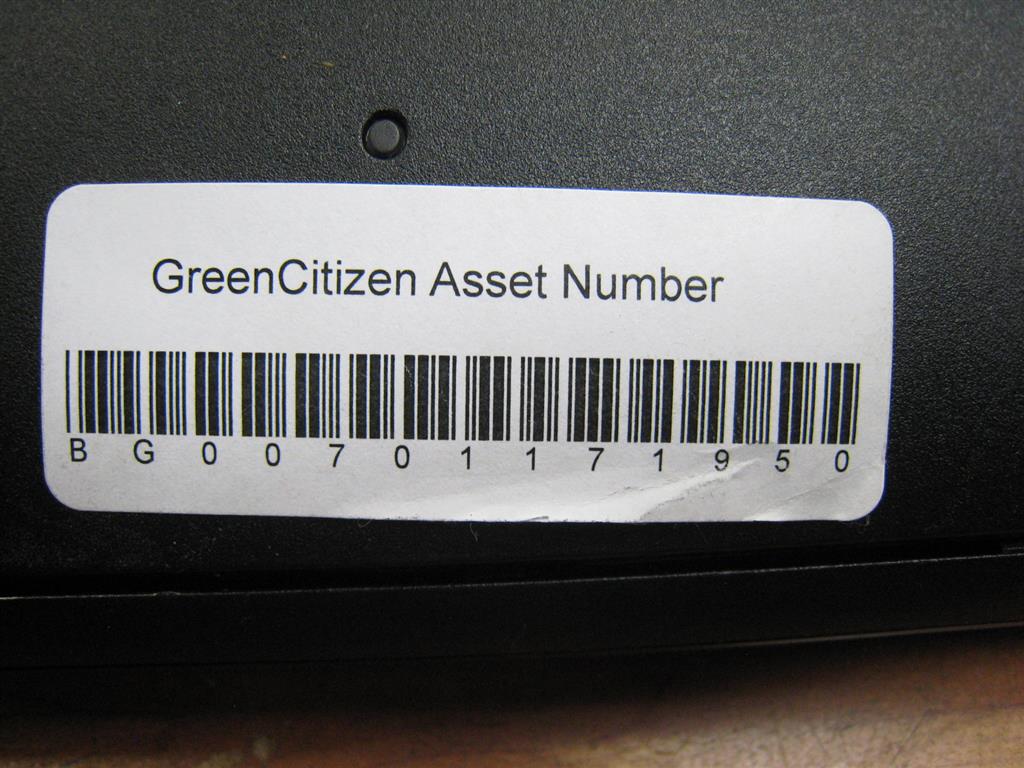 GreenCitizen Asset Number
B G 0 0 7 0 1 1 7 1 9 5 0